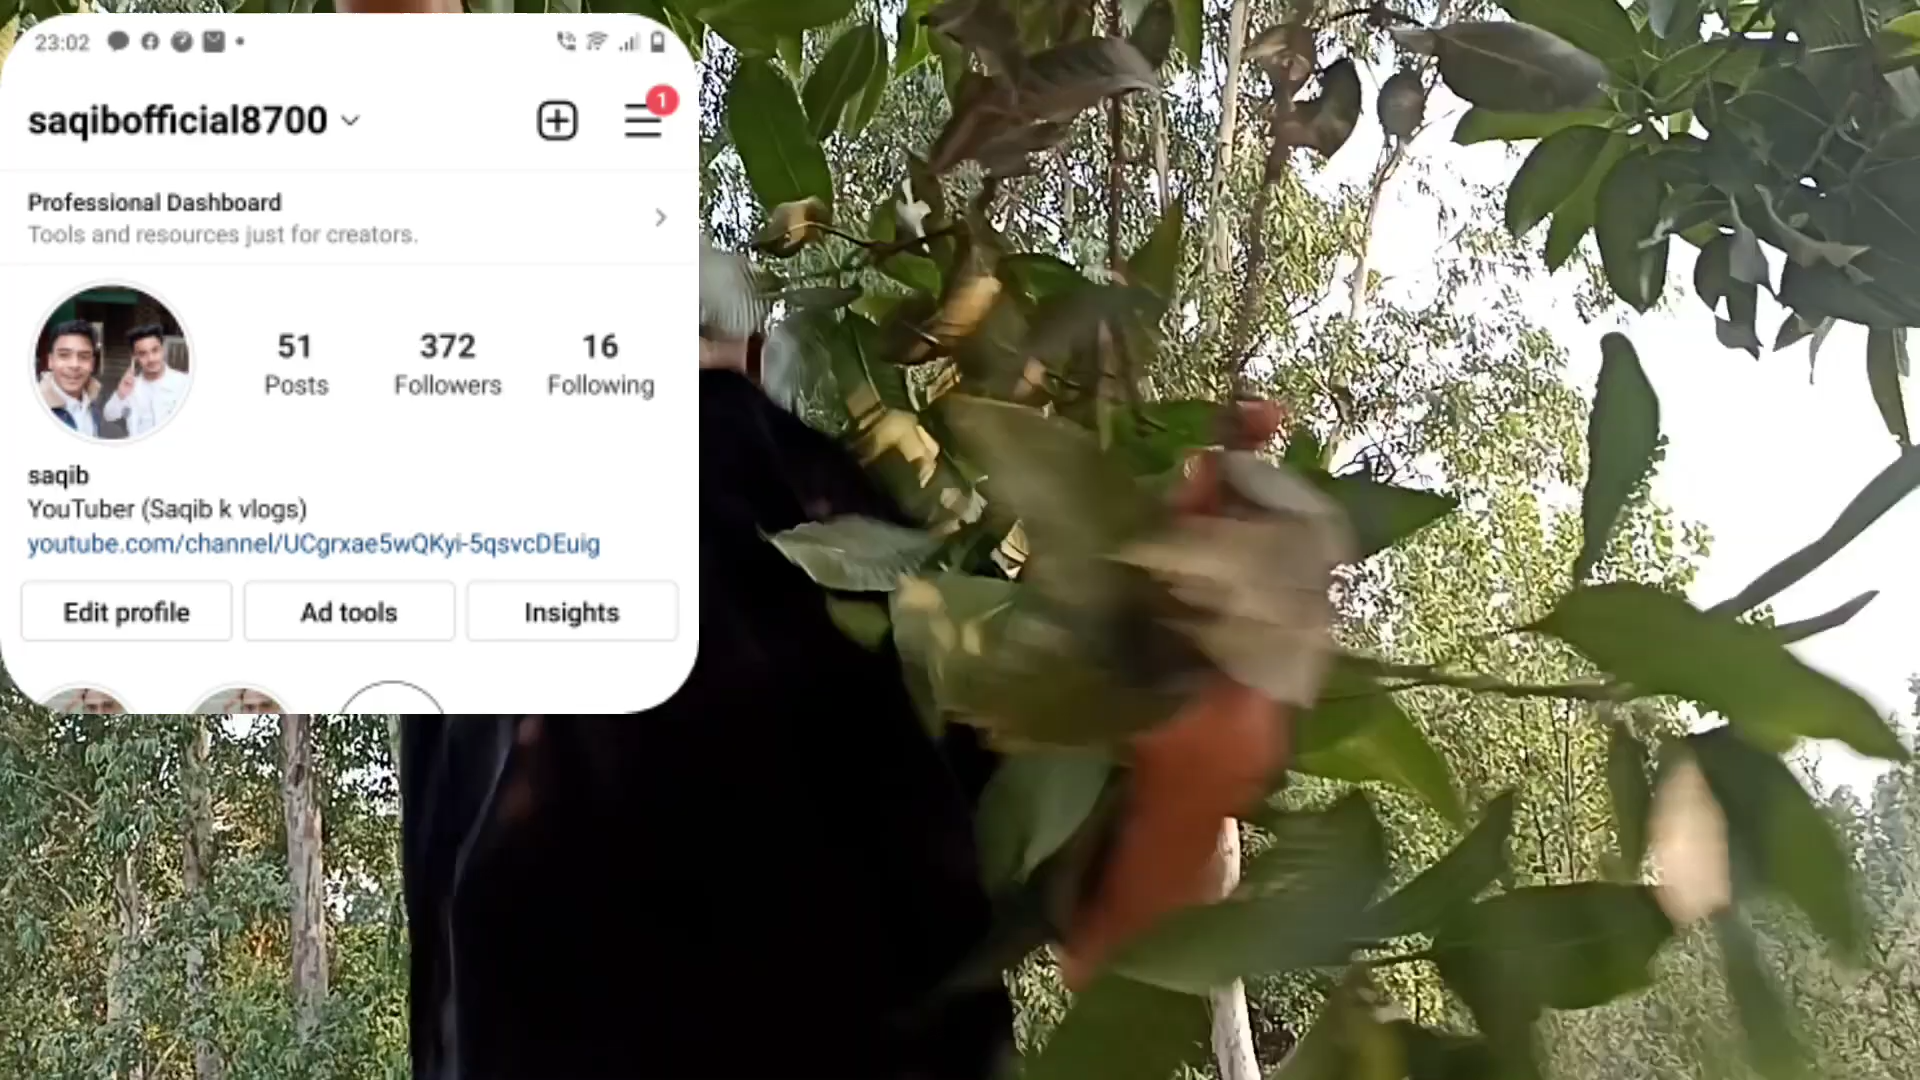 23:02
saqibofficial8700
1
Professional Dashboard
Tools and resources just for creators.
51 372 16
Posts Followers Following
saqib
YouTuber (Saqib k vlogs)
youtube.com/channel/UCgrxae5wQKyi-5qsvcDEuig
Edit profile Ad tools Insights